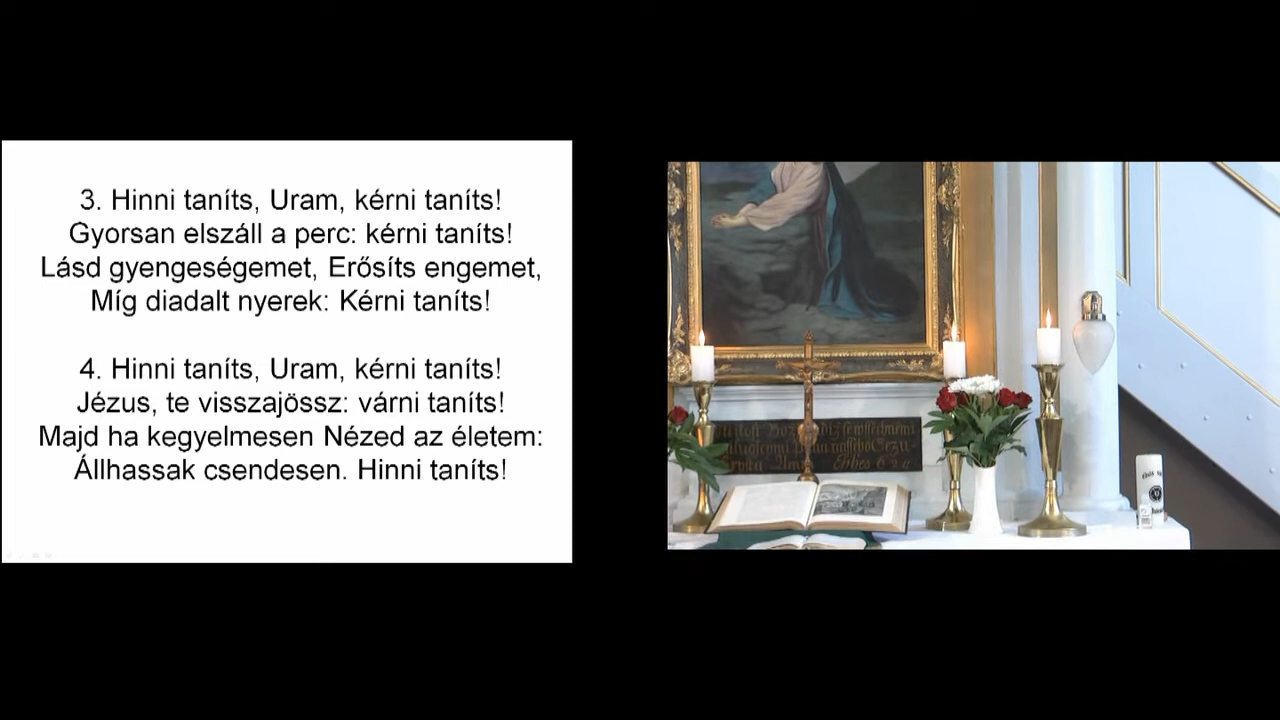 3. Hinni taníts, Uram, kérni taníts!
Gyorsan elszáll a perc: kérni taníts!
Lásd gyengeségemet, Erősíts engemet,
Míg diadalt nyerek: Kérni taníts!
4. Hinni taníts, Uram, kérni taníts!
Jézus, te visszajössz: várni taníts!
Majd ha kegyelmesen Nézed az életem:
Állhassak csendesen. Hinni taníts!